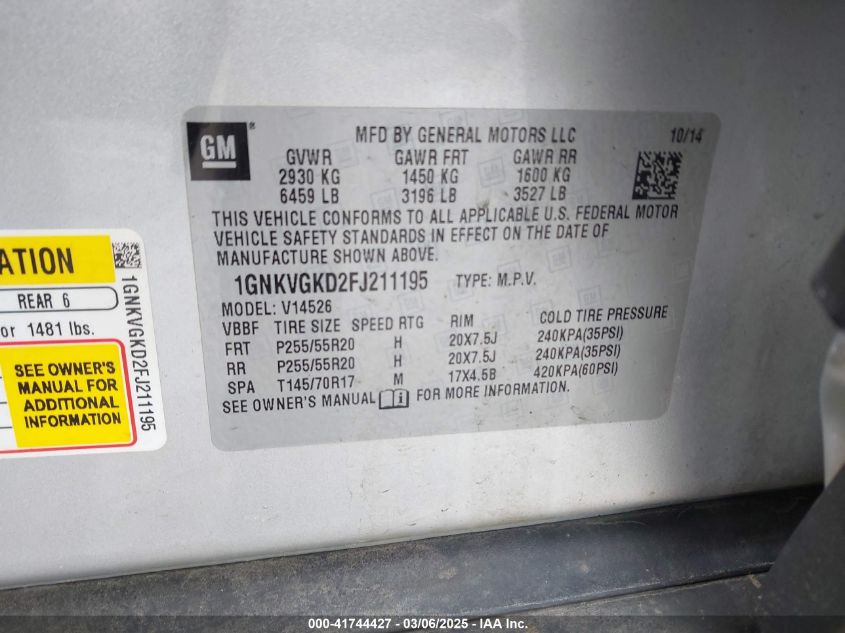 GM
MFD BY GENERAL MOTORS LLC 10/14
GVWR GAWR FRT GAWR RR
2930 KG 1450 KG 1600 KG
6459 LB 3196 LB 3527 LB
THIS VEHICLE CONFORMS TO ALL APPLICABLE U.S. FEDERAL MOTOR
VEHICLE SAFETY STANDARDS IN EFFECT ON THE DATE OF
MANUFACTURE SHOWN ABOVE.
1GNKVGKD2FJ211195 TYPE: M.P.V.
MODEL: V14526
VBBF TIRE SIZE SPEED RTG RIM COLD TIRE PRESSURE
FRT P255/55R20 H 20X7.5J 240KPA(35PSI)
RR P255/55R20 H 20X7.5J 240KPA(35PSI)
SPA T145/70R17 M 17X4.5B 420KPA(60PSI)
SEE OWNER'S MANUAL i FOR MORE INFORMATION.
ATION
REAR 6
or 1481 lbs.
SEE OWNER'S
MANUAL FOR
ADDITIONAL
INFORMATION
1GNKVGKD2FJ211195
000-41744427 - 03/06/2025 - © IAA Inc.